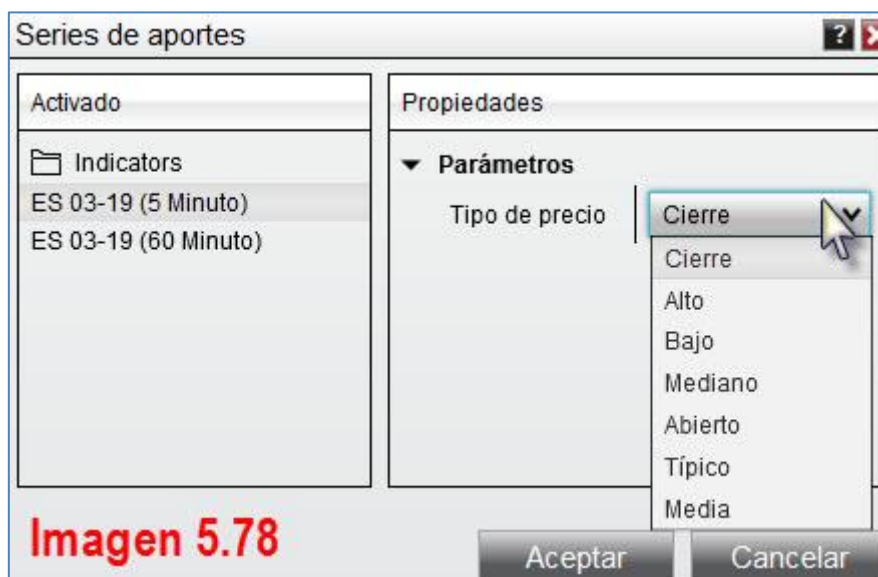 Series de aportes
?
Activado
Indicators
ES 03-19 (5 Minuto)
ES 03-19 (60 Minuto)
Propiedades
Parámetros
Tipo de precio
Cierre
Cierre
Alto
Bajo
Mediano
Abierto
Típico
Media
Imagen 5.78
Aceptar
Cancelar